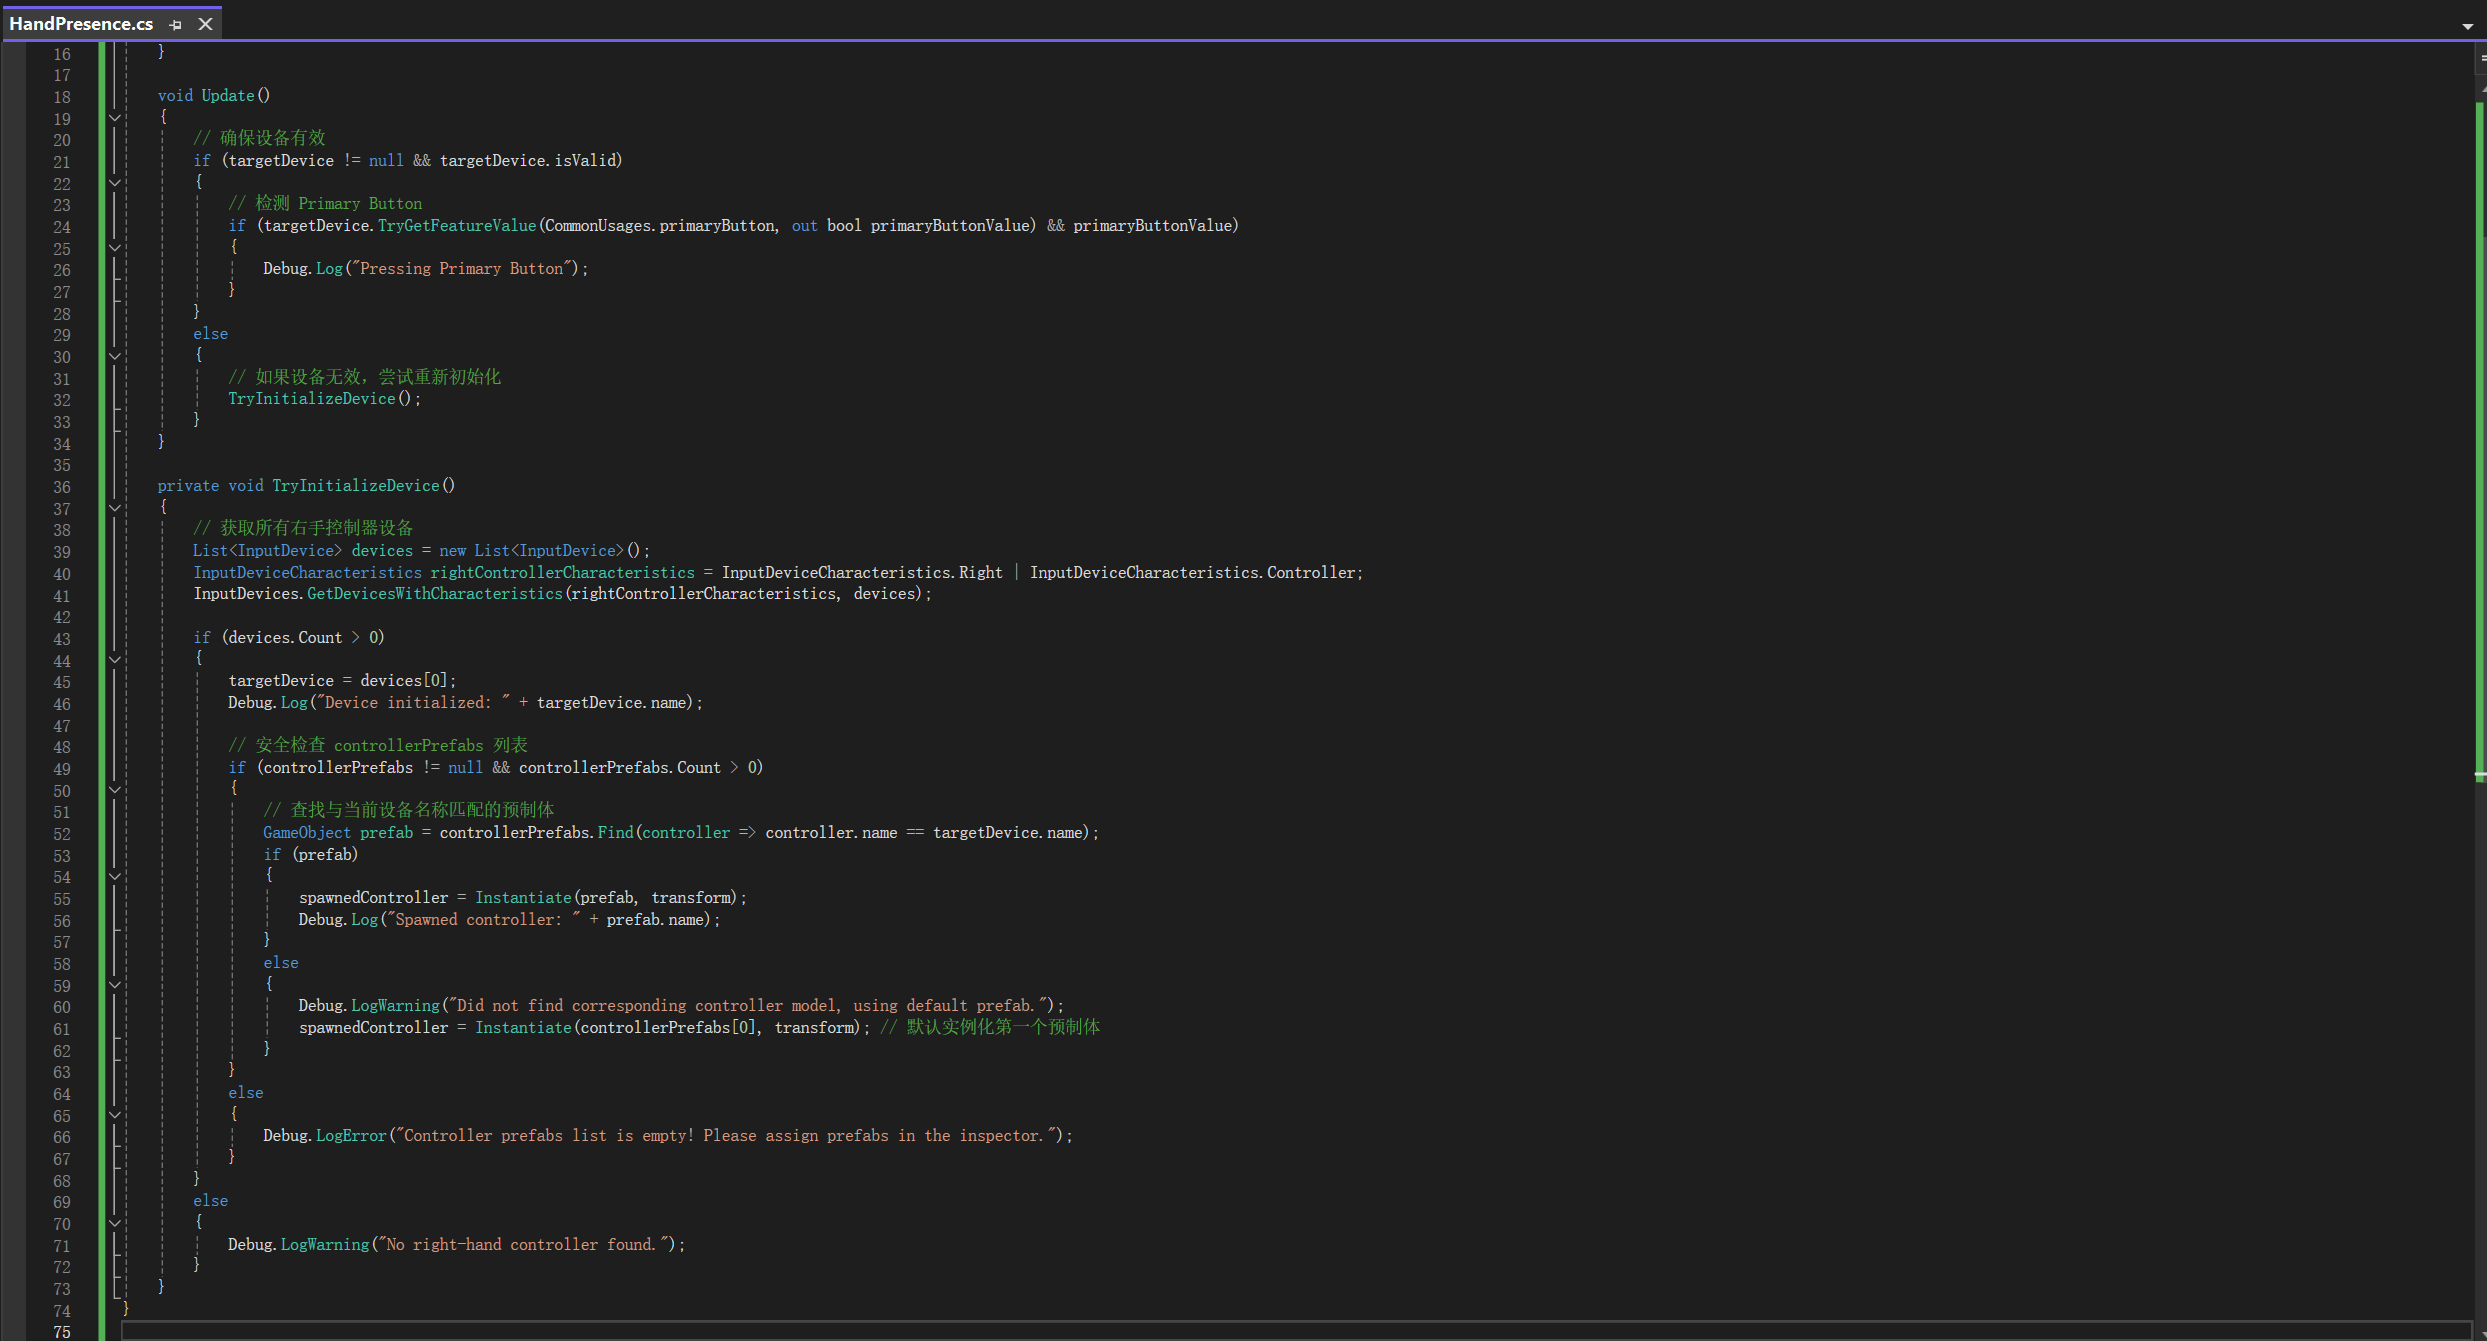 HandPresence.cs
16 }
17
18 void Update()
19 {
20 // 确保设备有效
21 if (targetDevice != null && targetDevice.isValid)
22 {
23 // 检测 Primary Button
24 if (targetDevice.TryGetFeatureValue(CommonUsages.primaryButton, out bool primaryButtonValue) && primaryButtonValue)
25 {
26 Debug.Log("Pressing Primary Button");
27 }
28 }
29 else
30 {
31 // 如果设备无效，尝试重新初始化
32 TryInitializeDevice();
33 }
34 }
35
36 private void TryInitializeDevice()
37 {
38 // 获取所有右手控制器设备
39 List<InputDevice> devices = new List<InputDevice>();
40 InputDeviceCharacteristics rightControllerCharacteristics = InputDeviceCharacteristics.Right | InputDeviceCharacteristics.Controller;
41 InputDevices.GetDevicesWithCharacteristics(rightControllerCharacteristics, devices);
42
43 if (devices.Count > 0)
44 {
45 targetDevice = devices[0];
46 Debug.Log("Device initialized: " + targetDevice.name);
47
48 // 安全检查 controllerPrefabs 列表
49 if (controllerPrefabs != null && controllerPrefabs.Count > 0)
50 {
51 // 查找与当前设备名称匹配的预制体
52 GameObject prefab = controllerPrefabs.Find(controller => controller.name == targetDevice.name);
53 if (prefab)
54 {
55 spawnedController = Instantiate(prefab, transform);
56 Debug.Log("Spawned controller: " + prefab.name);
57 }
58 else
59 {
60 Debug.LogWarning("Did not find corresponding controller model, using default prefab.");
61 spawnedController = Instantiate(controllerPrefabs[0], transform); // 默认实例化第一个预制体
62 }
63 }
64 else
65 {
66 Debug.LogError("Controller prefabs list is empty! Please assign prefabs in the inspector.");
67 }
68 }
69 else
70 {
71 Debug.LogWarning("No right-hand controller found.");
72 }
73 }
74 }
75